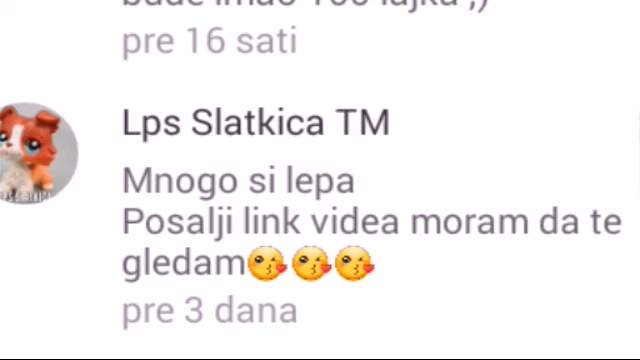 pre 16 sati
Lps Slatkica TM
Mnogo si lepa
Posalji link videa moram da te
gledam😘😘😘
pre 3 dana